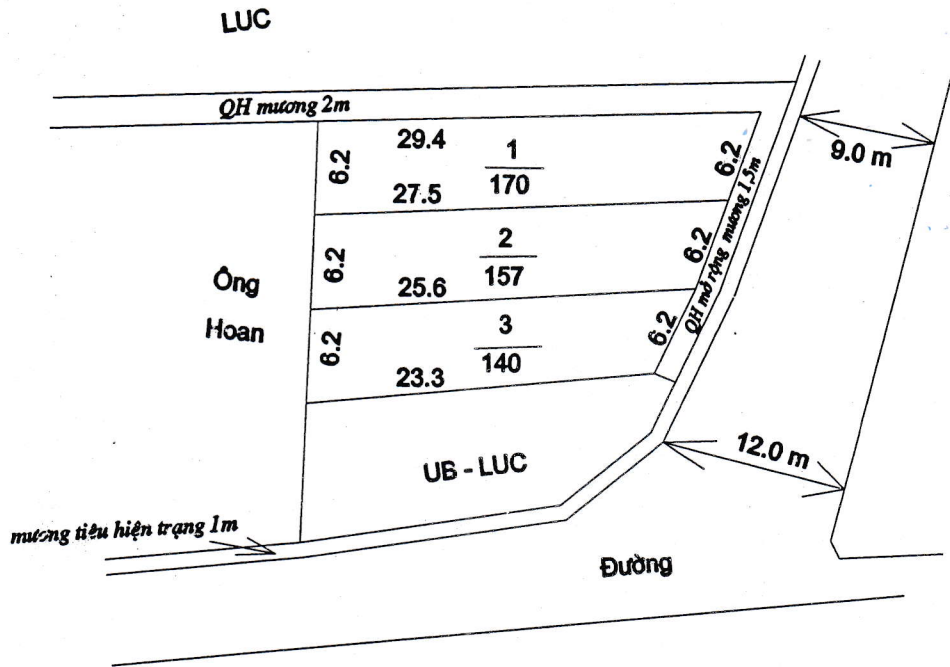 LUC
QH mương 2m
29.4
1
170
6.2
6.2
27.5
9.0 m
QH mở rộng mương 1,5m
2
157
6.2
6.2
25.6
Ông
Hoan
3
140
6.2
6.2
23.3
12.0 m
UB - LUC
mương tiêu hiện trạng 1m
Đường